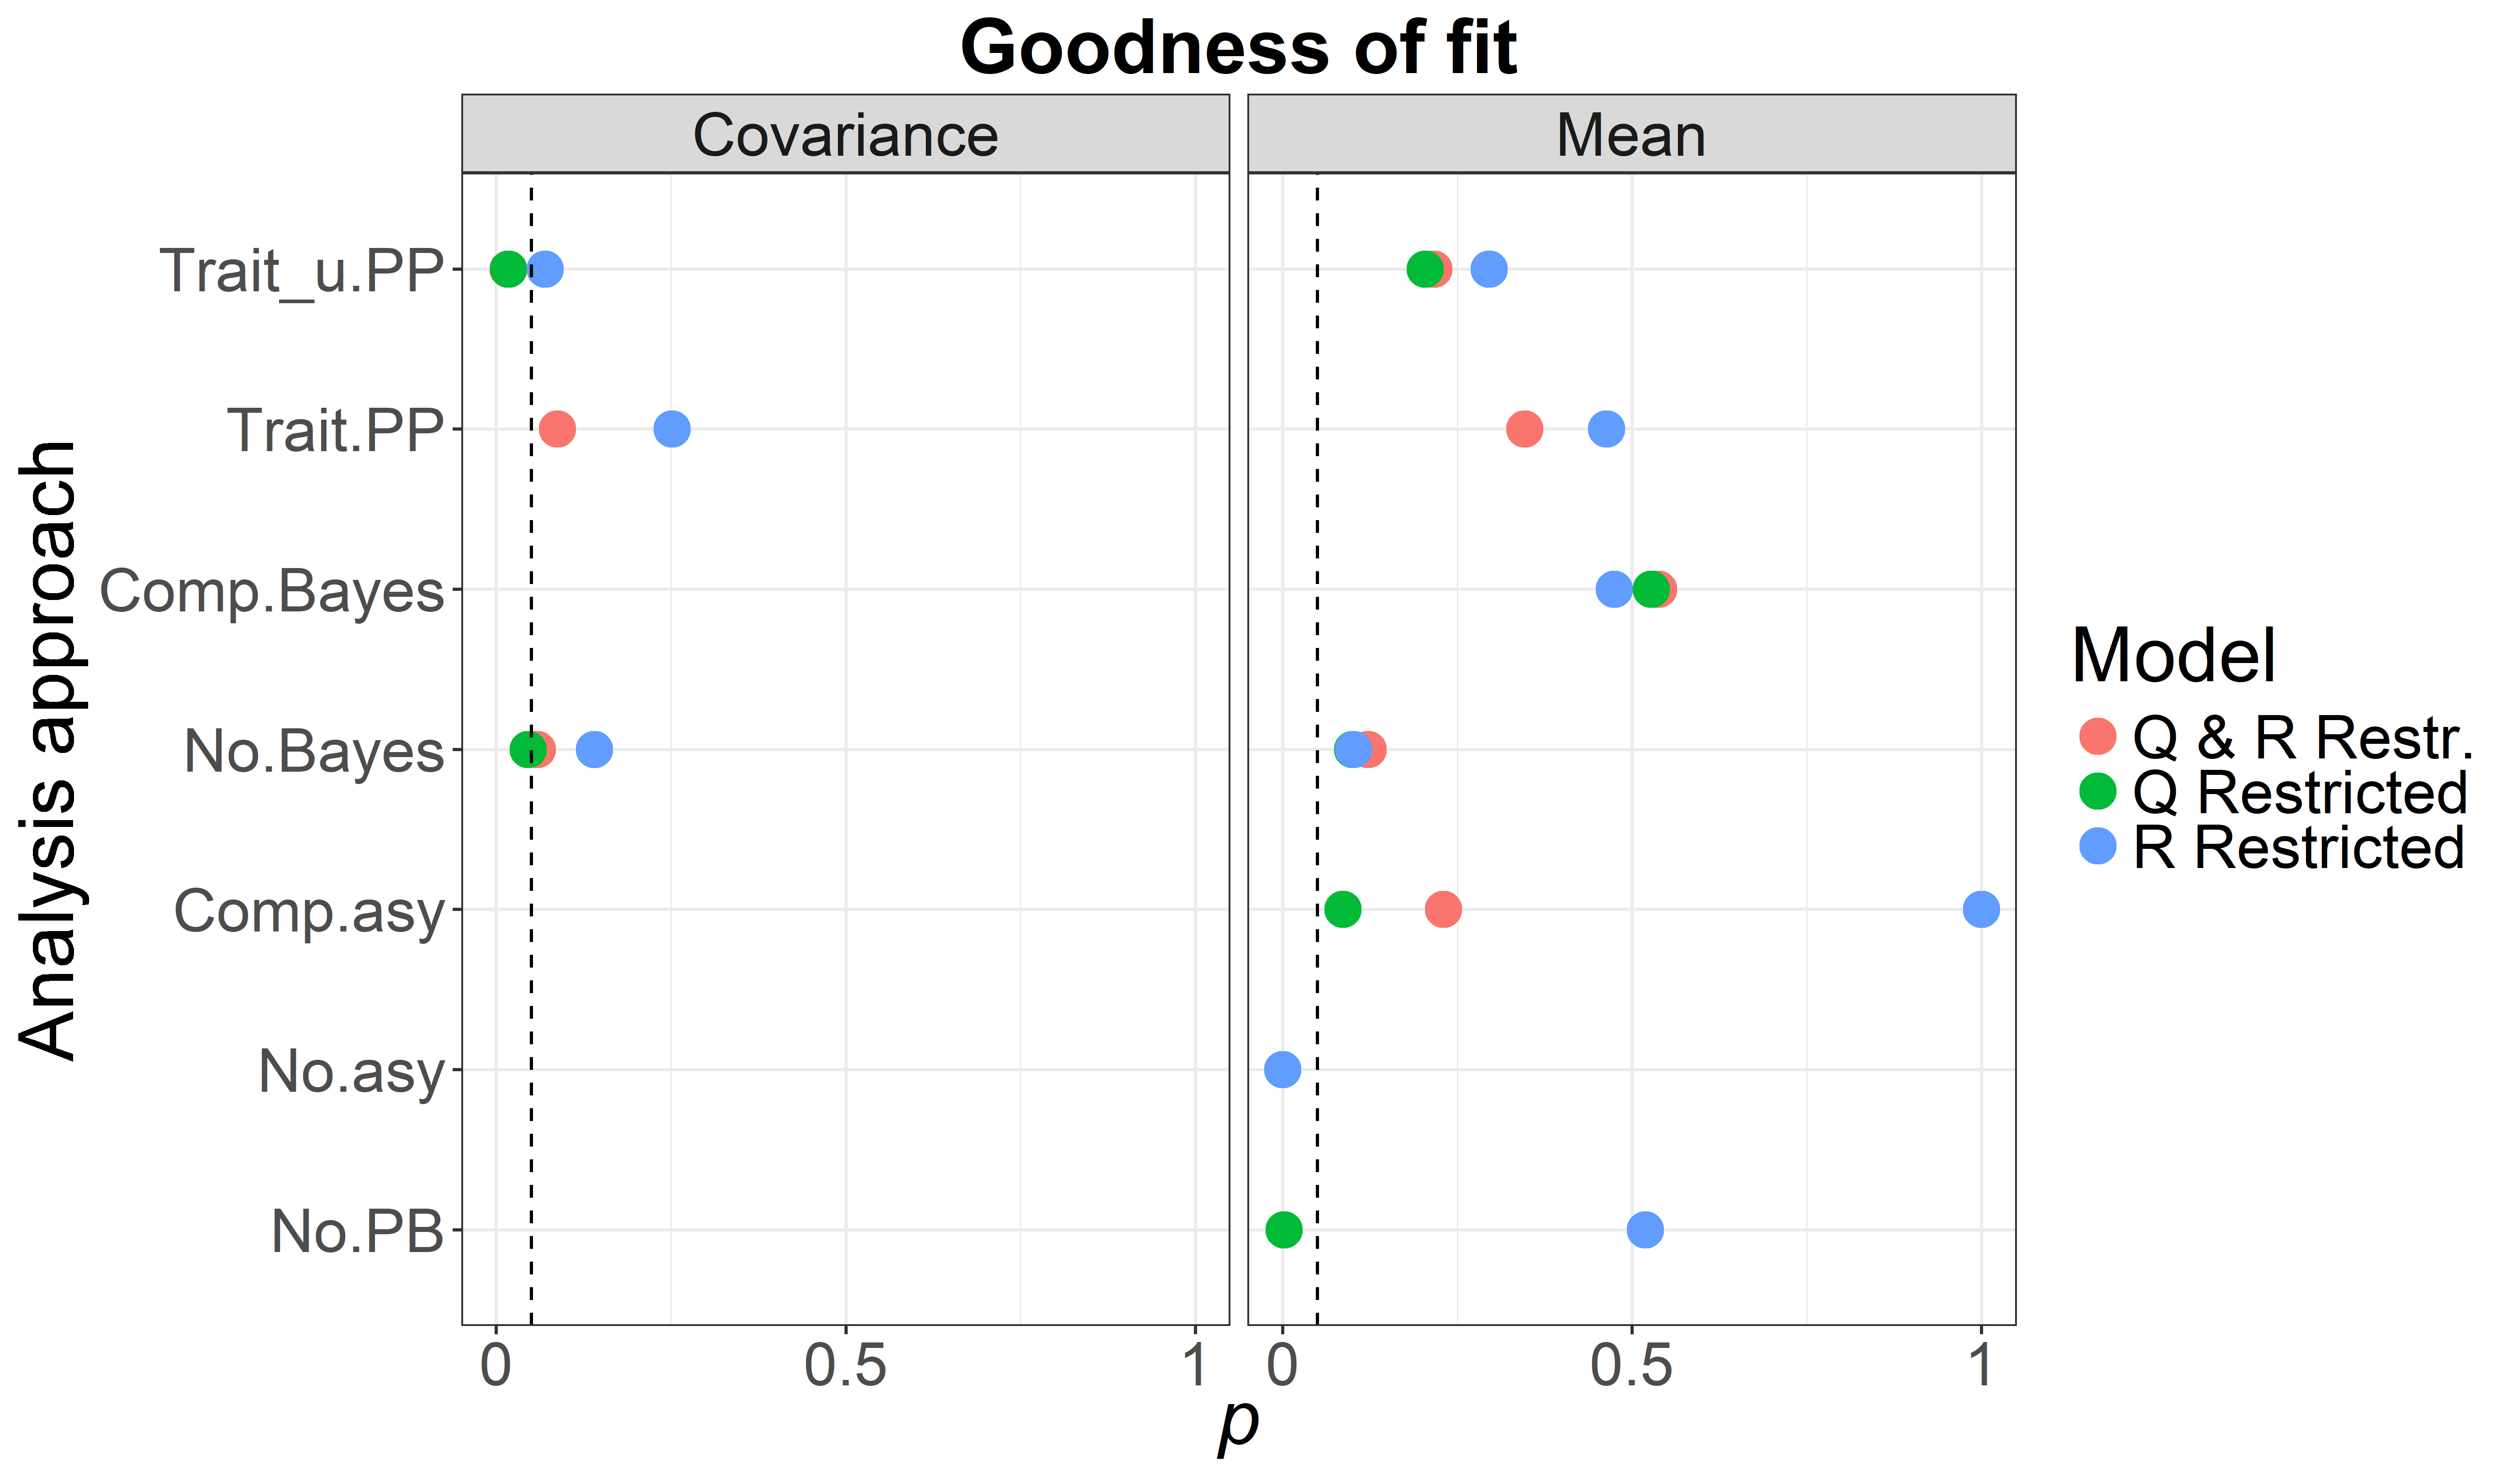 Goodness of fit
Covariance
Mean
Analysis approach
Trait_u.PP
Trait.PP
Comp.Bayes
No.Bayes
Comp.asy
No.asy
No.PB
0 0.5 1
0 0.5 1
p
Model
Q & R Restr.
Q Restricted
R Restricted